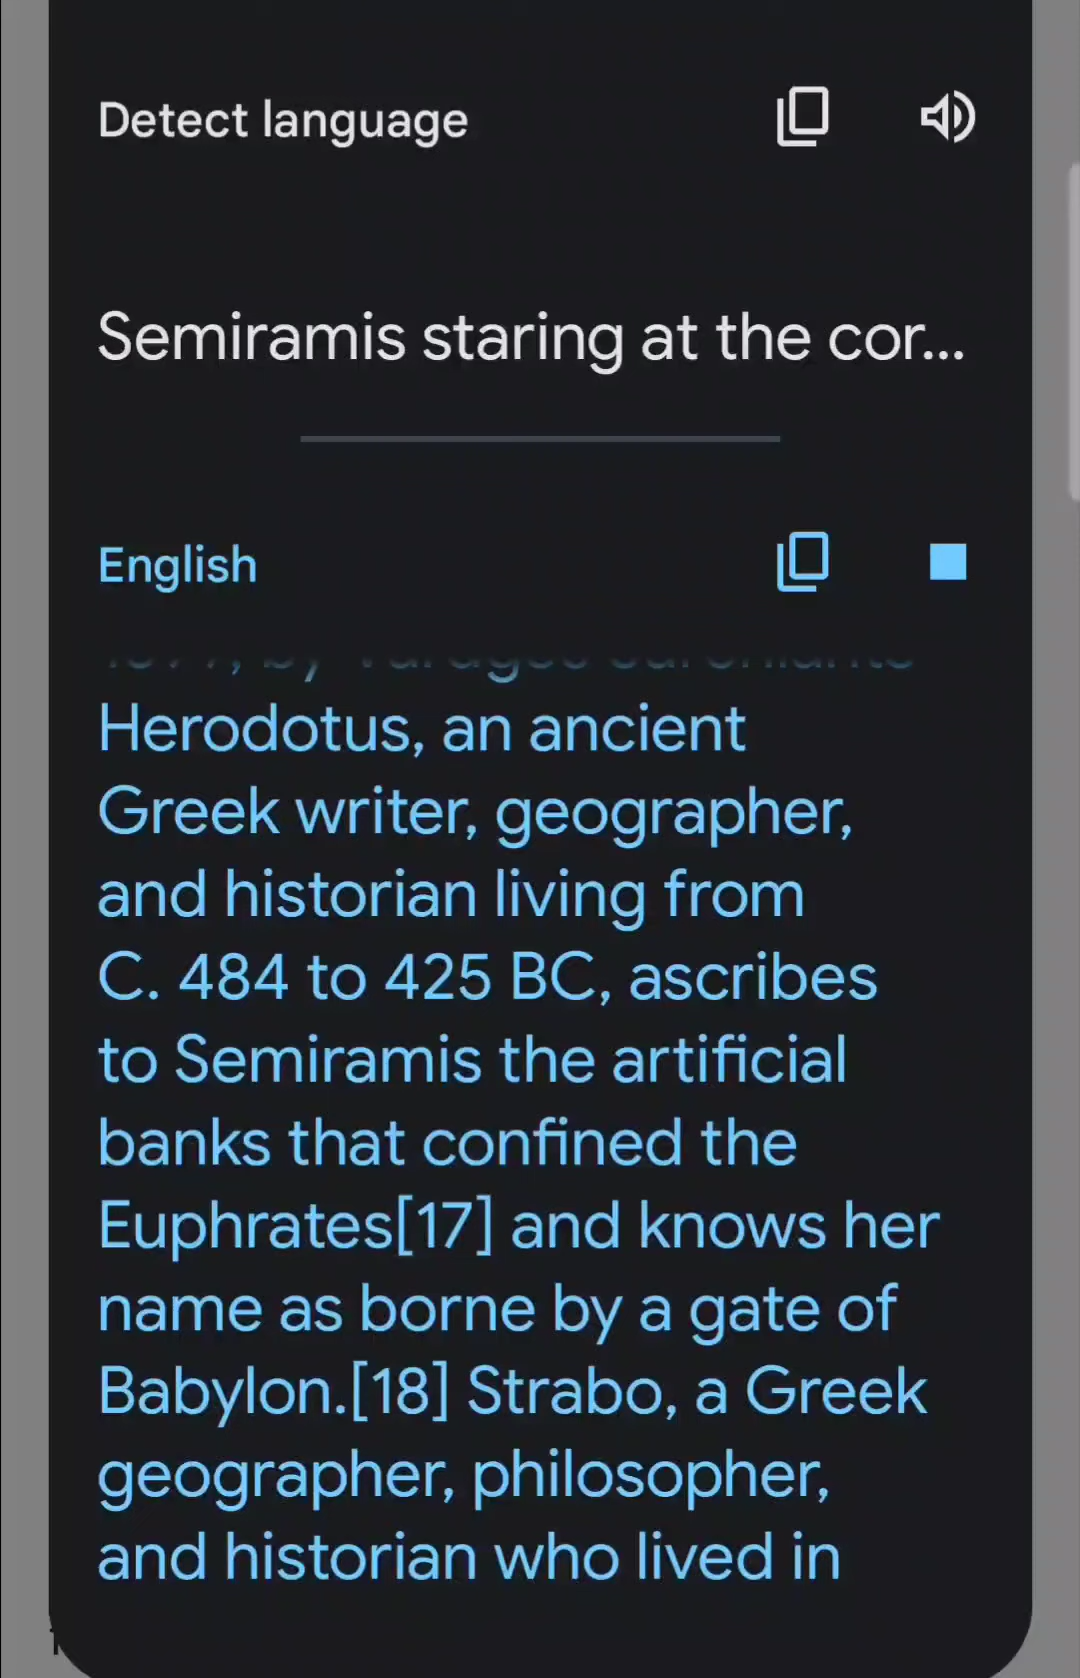 Detect language
Semiramis staring at the cor...
English
Herodotus, an ancient
Greek writer, geographer,
and historian living from
C. 484 to 425 BC, ascribes
to Semiramis the artificial
banks that confined the
Euphrates[17] and knows her
name as borne by a gate of
Babylon.[18] Strabo, a Greek
geographer, philosopher,
and historian who lived in